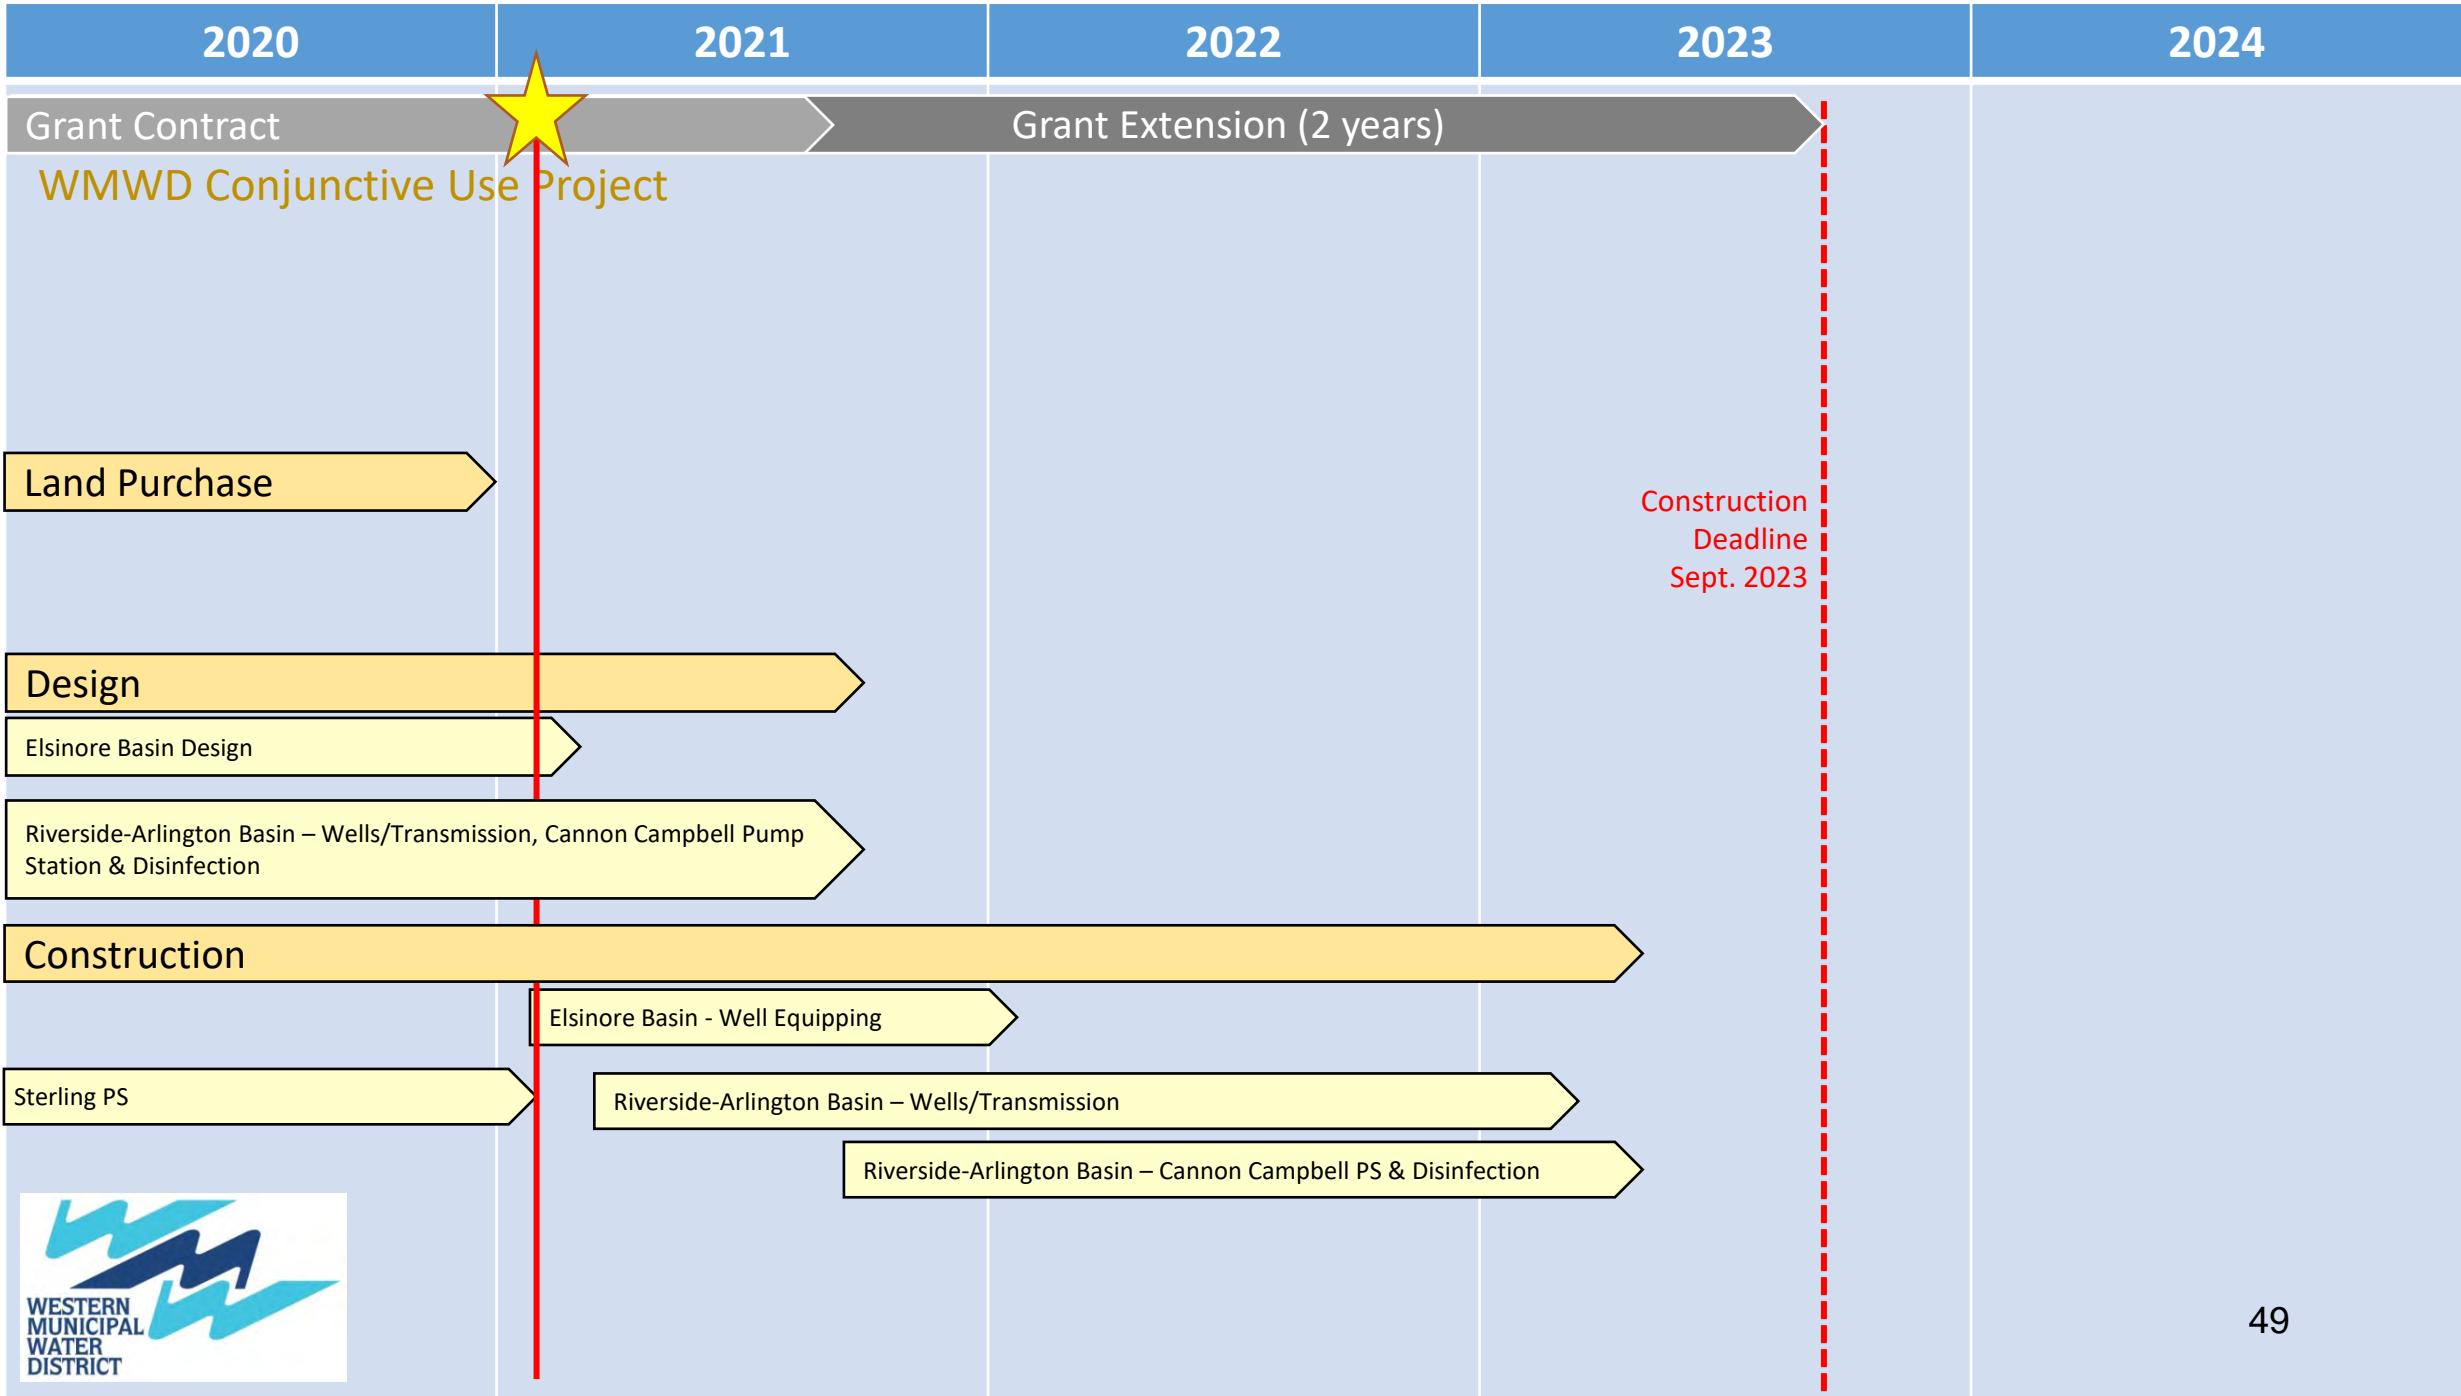 2020
2021
2022
2023
2024
Grant Contract
Grant Extension (2 years)
WMWD Conjunctive Use Project
Land Purchase
Construction
Deadline
Sept. 2023
Design
Elsinore Basin Design
Riverside-Arlington Basin – Wells/Transmission, Cannon Campbell Pump
Station & Disinfection
Construction
Elsinore Basin - Well Equipping
Sterling PS
Riverside-Arlington Basin – Wells/Transmission
Riverside-Arlington Basin – Cannon Campbell PS & Disinfection
WESTERN
MUNICIPAL
WATER
DISTRICT
49